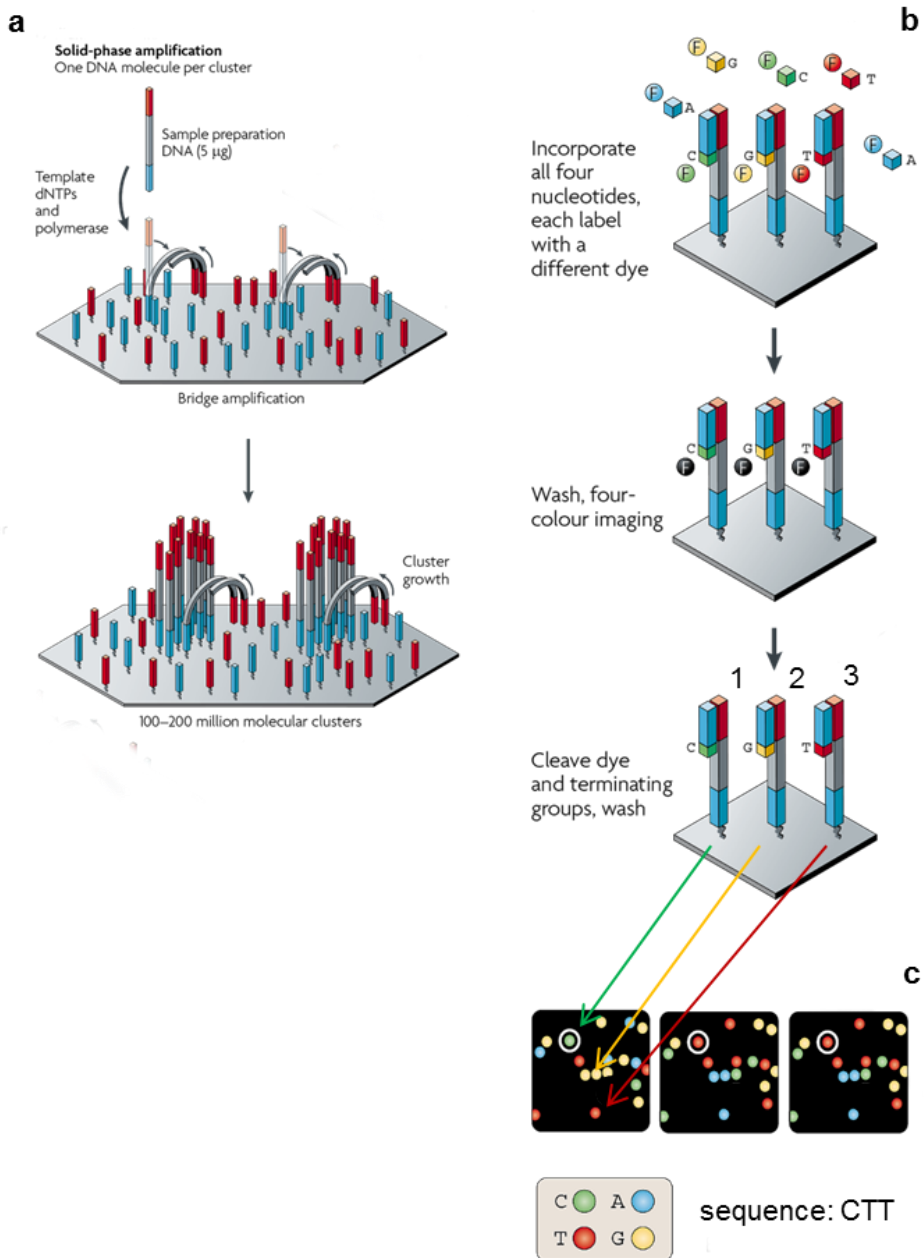 a
Solid-phase amplification
One DNA molecule per cluster
Sample preparation
DNA (5 µg)
Template
dNTPs
and
polymerase
Bridge amplification
Cluster
growth
100–200 million molecular clusters
b
F G
F C
F T
F A
F A
C G T
F F F
Incorporate
all four
nucleotides,
each label
with a
different dye
C G T
F F F
Wash, four-
colour imaging
1 2 3
C G T
Cleave dye
and terminating
groups, wash
c
C A
T G
sequence: CTT